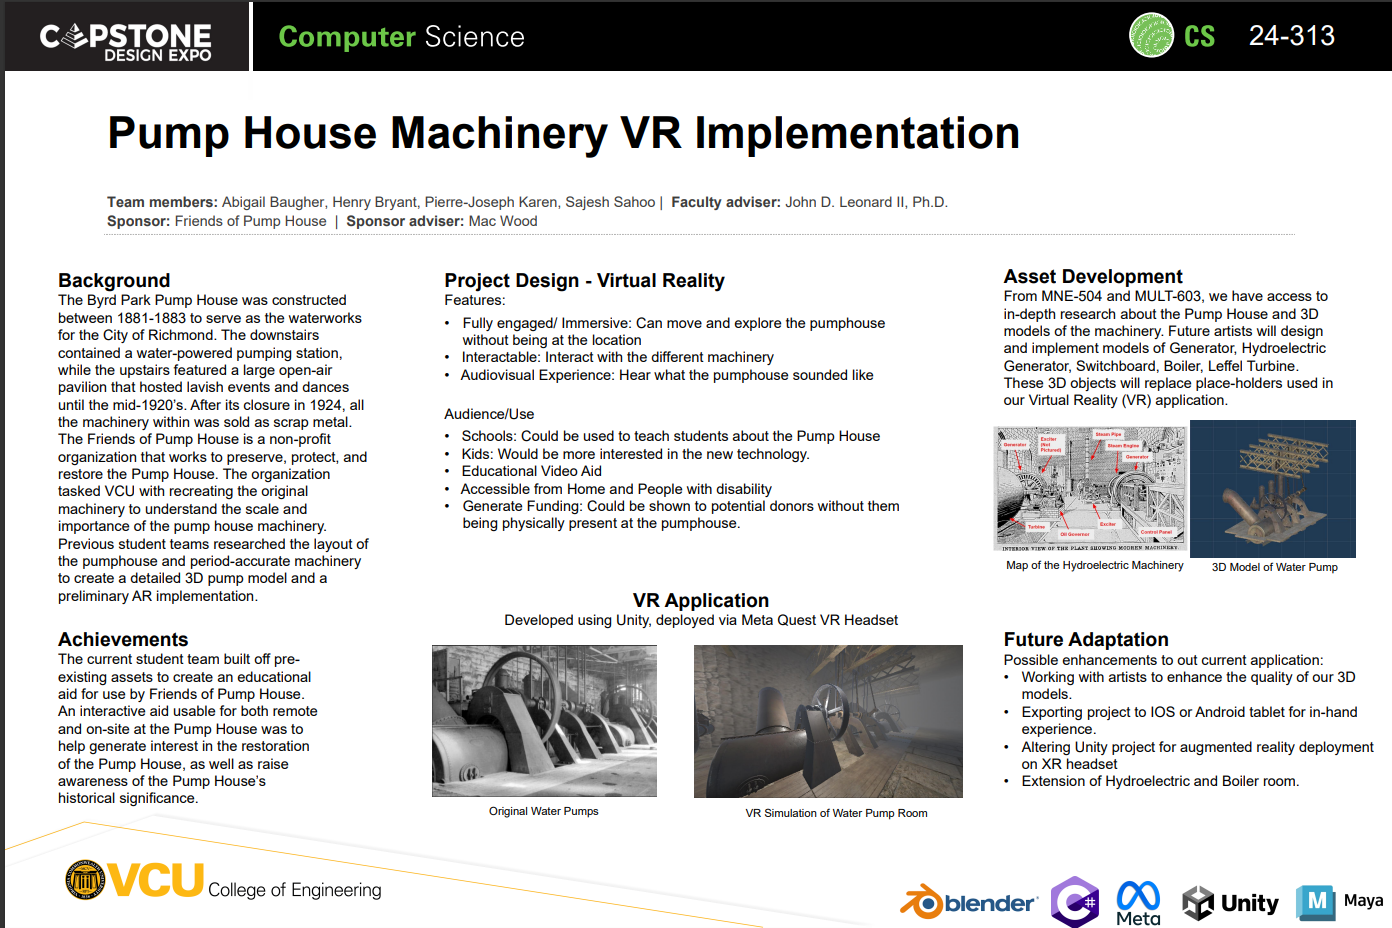 CAPSTONE
DESIGN EXPO
Computer Science
CS
24-313
Pump House Machinery VR Implementation
Team members: Abigail Baugher, Henry Bryant, Pierre-Joseph Karen, Sajesh Sahoo | Faculty adviser: John D. Leonard II, Ph.D.
Sponsor: Friends of Pump House | Sponsor adviser: Mac Wood
Background
The Byrd Park Pump House was constructed
between 1881-1883 to serve as the waterworks
for the City of Richmond. The downstairs
contained a water-powered pumping station,
while the upstairs featured a large open-air
pavilion that hosted lavish events and dances
until the mid-1920's. After its closure in 1924, all
the machinery within was sold as scrap metal.
The Friends of Pump House is a non-profit
organization that works to preserve, protect, and
restore the Pump House. The organization
tasked VCU with recreating the original
machinery to understand the scale and
importance of the pump house machinery.
Previous student teams researched the layout of
the pumphouse and period-accurate machinery
to create a detailed 3D pump model and a
preliminary AR implementation.
Achievements
The current student team built off pre-
existing assets to create an educational
aid for use by Friends of Pump House.
An interactive aid usable for both remote
and on-site at the Pump House was to
help generate interest in the restoration
of the Pump House, as well as raise
awareness of the Pump House's
historical significance.
Project Design - Virtual Reality
Features:
• Fully engaged/ Immersive: Can move and explore the pumphouse
without being at the location
• Interactable: Interact with the different machinery
• Audiovisual Experience: Hear what the pumphouse sounded like
Audience/Use
• Schools: Could be used to teach students about the Pump House
• Kids: Would be more interested in the new technology.
• Educational Video Aid
• Accessible from Home and People with disability
• Generate Funding: Could be shown to potential donors without them
being physically present at the pumphouse.
VR Application
Developed using Unity, deployed via Meta Quest VR Headset
Original Water Pumps
VR Simulation of Water Pump Room
Asset Development
From MNE-504 and MULT-603, we have access to
in-depth research about the Pump House and 3D
models of the machinery. Future artists will design
and implement models of Generator, Hydroelectric
Generator, Switchboard, Boiler, Leffel Turbine.
These 3D objects will replace place-holders used in
our Virtual Reality (VR) application.
Generator
Exciter
(Not
Pictured)
Steam Pipe
Steam Engine
Generator
Turbine
Oil Governor
Exciter
Control Panel
INTERIOR VIEW OF THE PLANT SHOWING MODERN MACHINERY.
Map of the Hydroelectric Machinery
3D Model of Water Pump
Future Adaptation
Possible enhancements to out current application:
• Working with artists to enhance the quality of our 3D
models.
• Exporting project to IOS or Android tablet for in-hand
experience.
• Altering Unity project for augmented reality deployment
on XR headset
• Extension of Hydroelectric and Boiler room.
VCU College of Engineering
blender
C#
Meta
Unity
M Maya